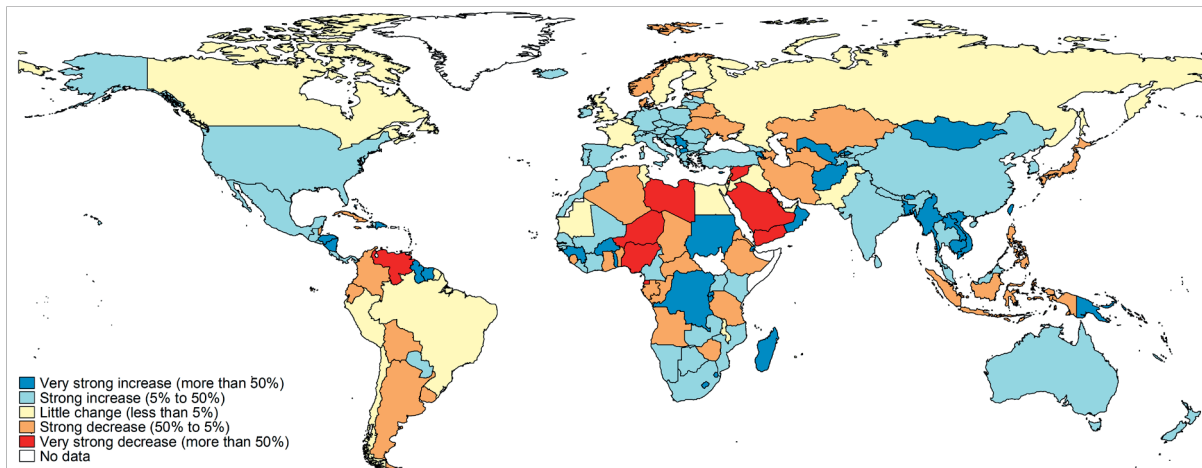 Very strong increase (more than 50%)
Strong increase (5% to 50%)
Little change (less than 5%)
Strong decrease (50% to 5%)
Very strong decrease (more than 50%)
No data